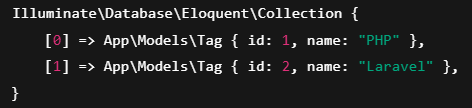 Illuminate\Database\Eloquent\Collection {
    [0] => App\Models\Tag { id: 1, name: "PHP" },
    [1] => App\Models\Tag { id: 2, name: "Laravel" },
}